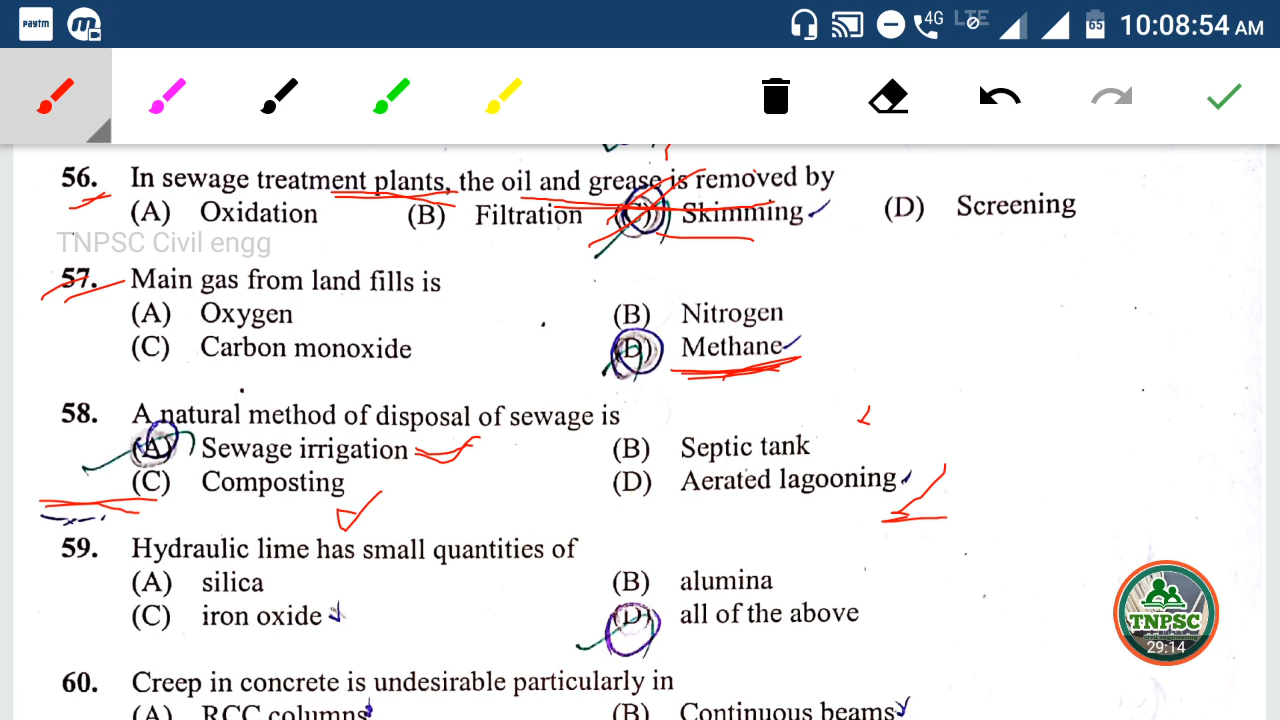 paytm
4G LTE 65 10:08:54 AM
56. In sewage treatment plants, the oil and grease is removed by
(A) Oxidation (B) Filtration (C) Skimming (D) Screening
TNPSC Civil engg
57. Main gas from land fills is
(A) Oxygen (B) Nitrogen
(C) Carbon monoxide (D) Methane
58. A natural method of disposal of sewage is
(A) Sewage irrigation (B) Septic tank
(C) Composting (D) Aerated lagooning
59. Hydraulic lime has small quantities of
(A) silica (B) alumina
(C) iron oxide (D) all of the above
TNPSC
29:14
60. Creep in concrete is undesirable particularly in
(A) RCC columns (B) Continuous beams